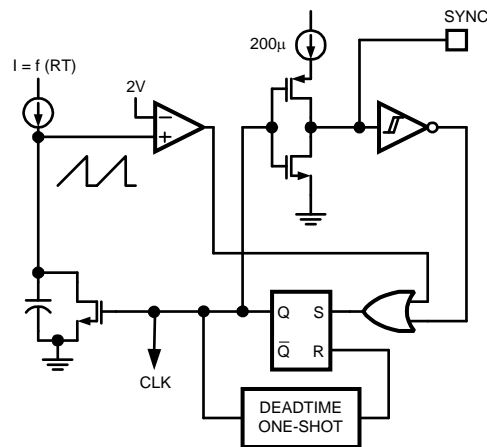 SYNC
200μ
I = f (RT)
2V
−
+
Q
S
Q̅
R
CLK
DEADTIME
ONE-SHOT